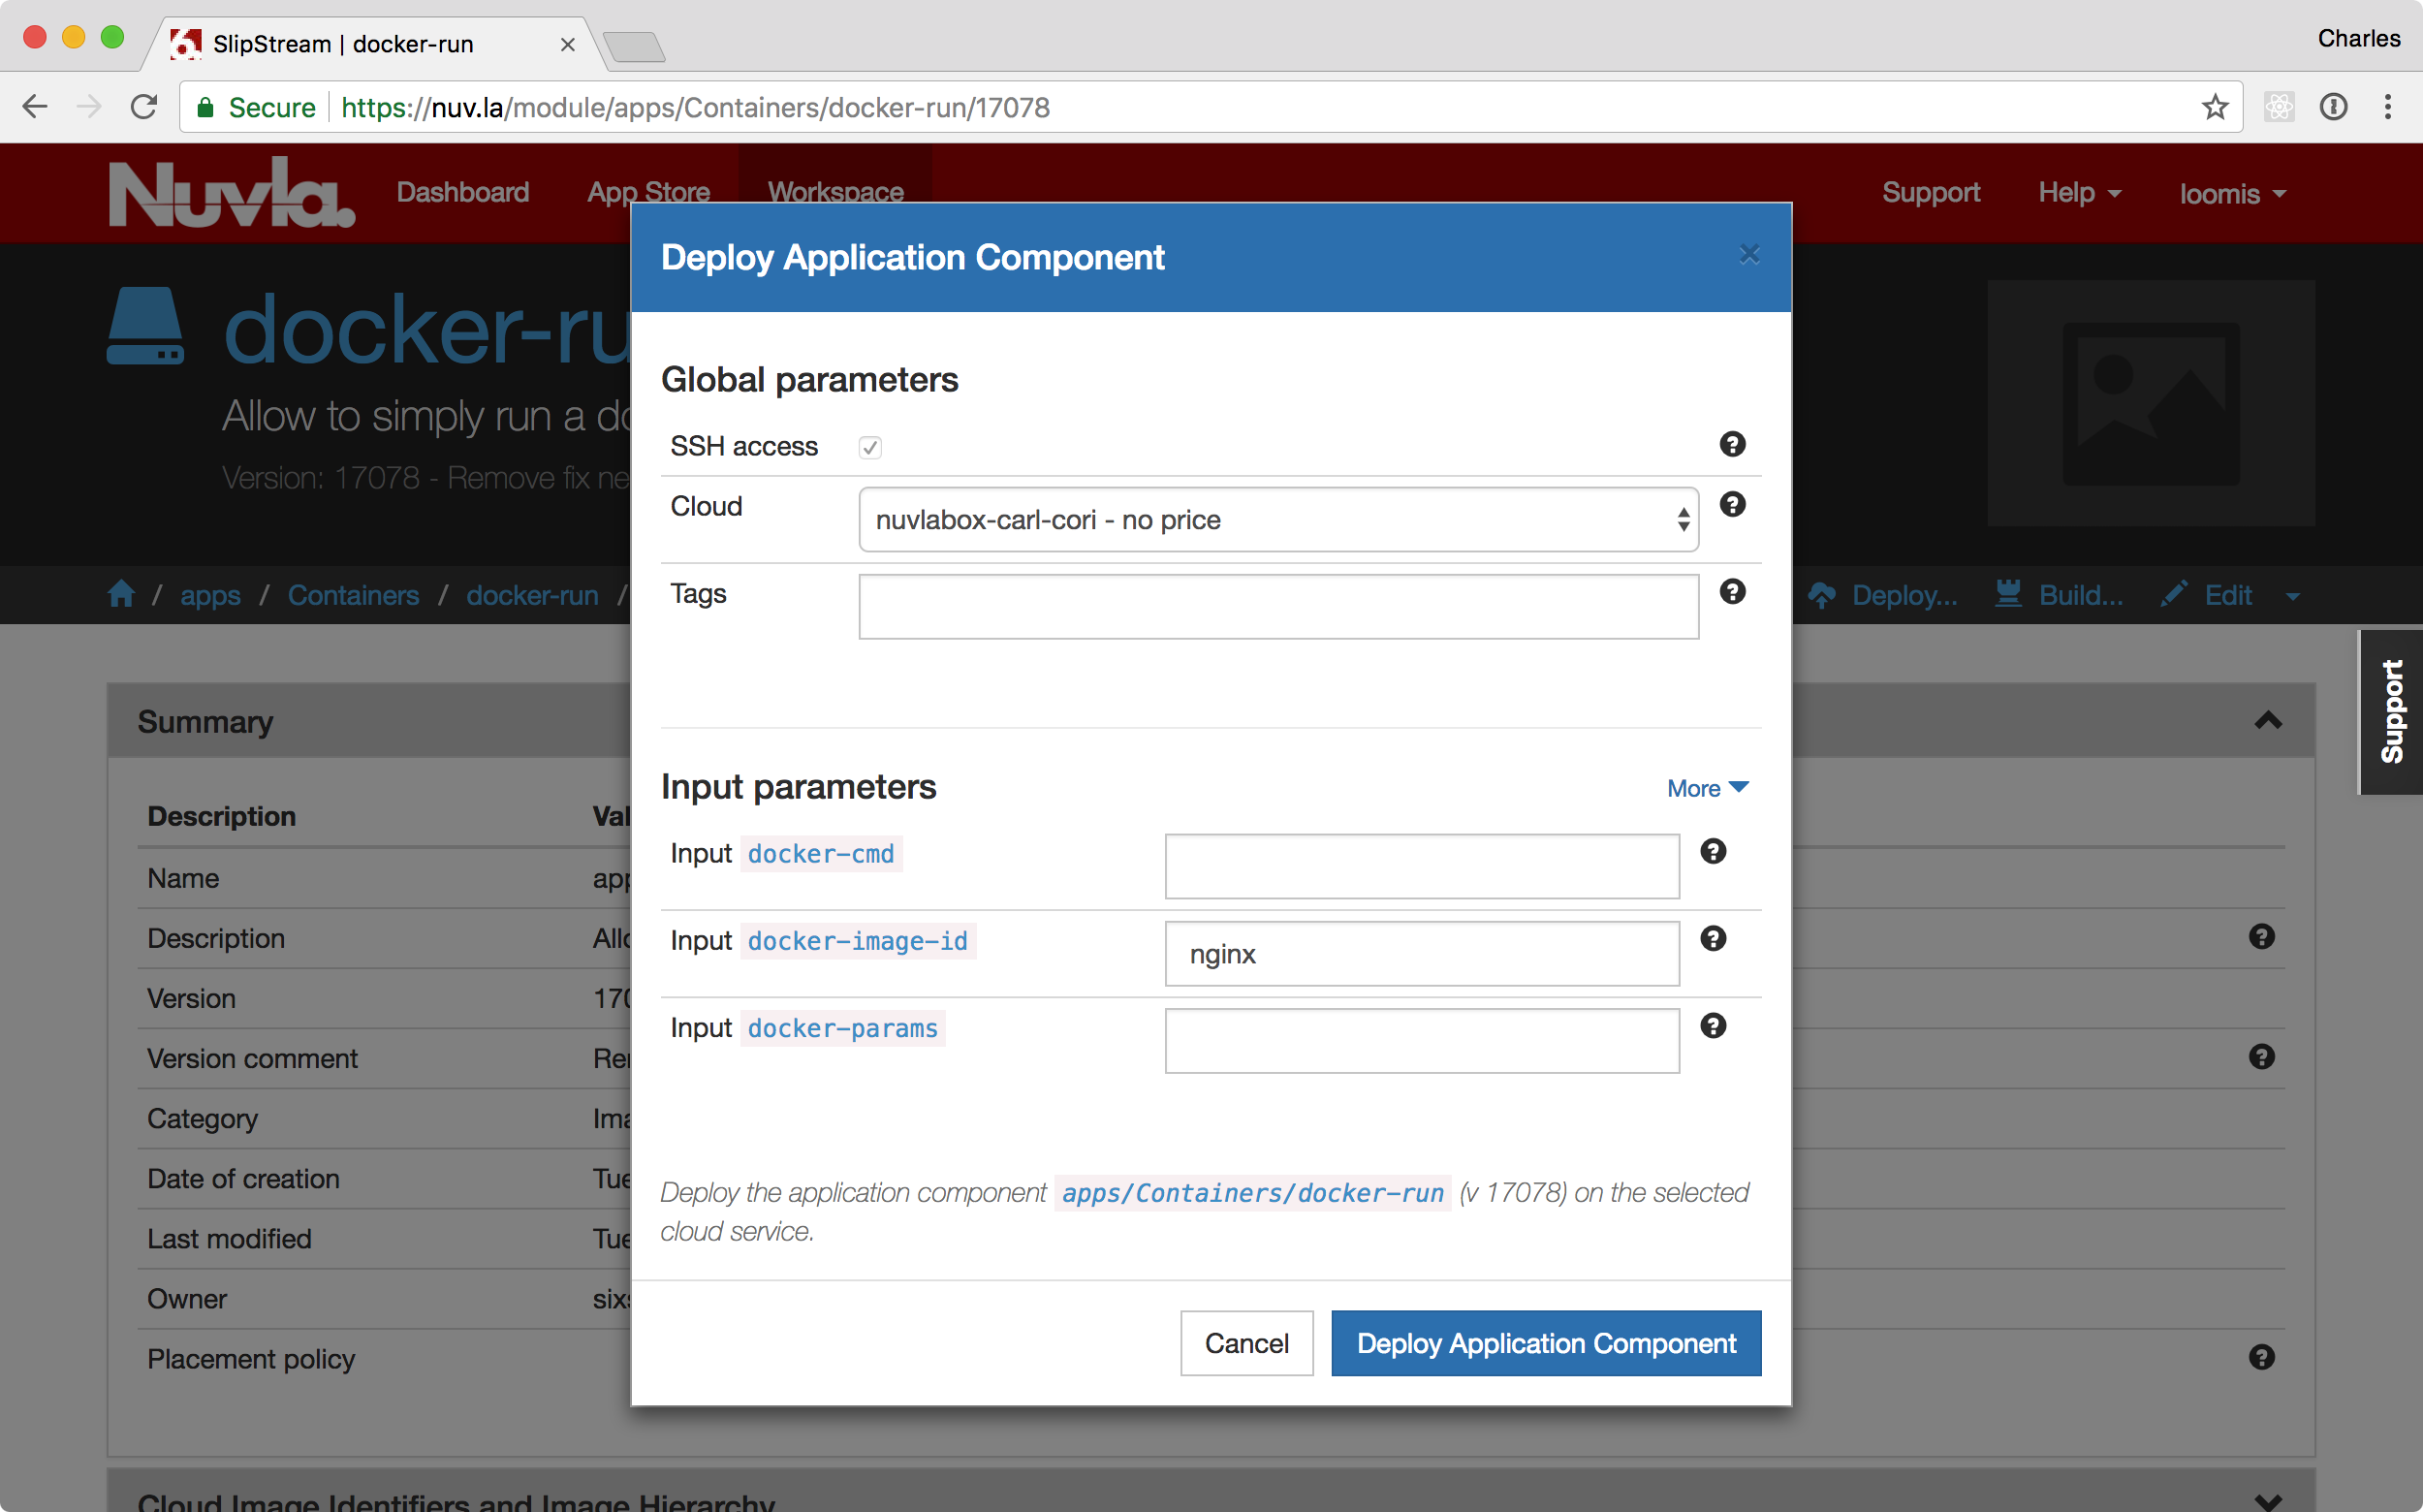 SlipStream | docker-run
Charles
Secure https://nuv.la/module/apps/Containers/docker-run/17078
Nuvla.
Dashboard
App Store
Workspace
Support
Help
loomis
docker-ru
Allow to simply run a do
Version: 17078 - Remove fix ne
/ apps / Containers / docker-run /
Deploy...
Build...
Edit
Support
Deploy Application Component
Global parameters
SSH access
Cloud
nuvlabox-carl-cori - no price
Tags
Input parameters
More
Input docker-cmd
Input docker-image-id
nginx
Input docker-params
Deploy the application component apps/Containers/docker-run (v 17078) on the selected
cloud service.
Cancel
Deploy Application Component
Summary
Description
Val
Name
app
Description
Allo
Version
170
Version comment
Rem
Category
Ima
Date of creation
Tue
Last modified
Tue
Owner
sixs
Placement policy
Cloud Image Identifiers and Image Hierarchy